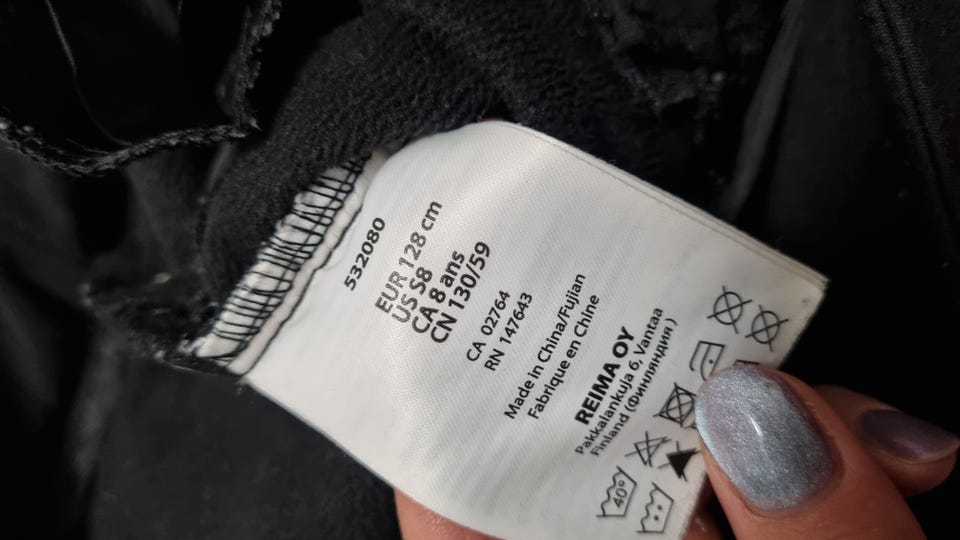 532080
EUR 128 cm
US S8
CA 8 ans
CN 130/59
CA 02764
RN 147643
Made in China/Fujian
Fabrique en Chine
REIMA OY
Pakkalankuja 6, Vantaa
Finland (Финляндия )
40°